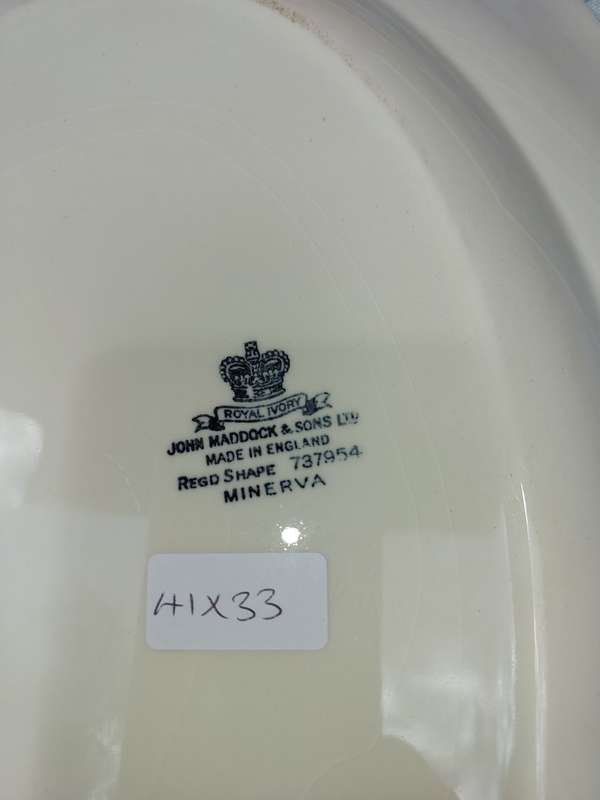 ROYAL IVORY
JOHN MADDOCK & SONS LTD
MADE IN ENGLAND
REGD SHAPE 737954
MINERVA
41X33